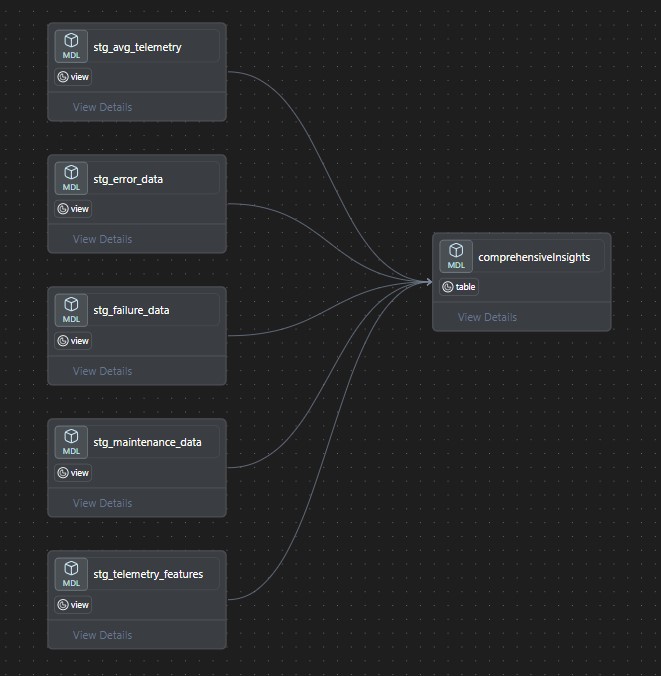 stg_avg_telemetry
MDL
view
View Details
stg_error_data
MDL
view
View Details
stg_failure_data
MDL
view
View Details
stg_maintenance_data
MDL
view
View Details
stg_telemetry_features
MDL
view
View Details
comprehensiveInsights
MDL
table
View Details